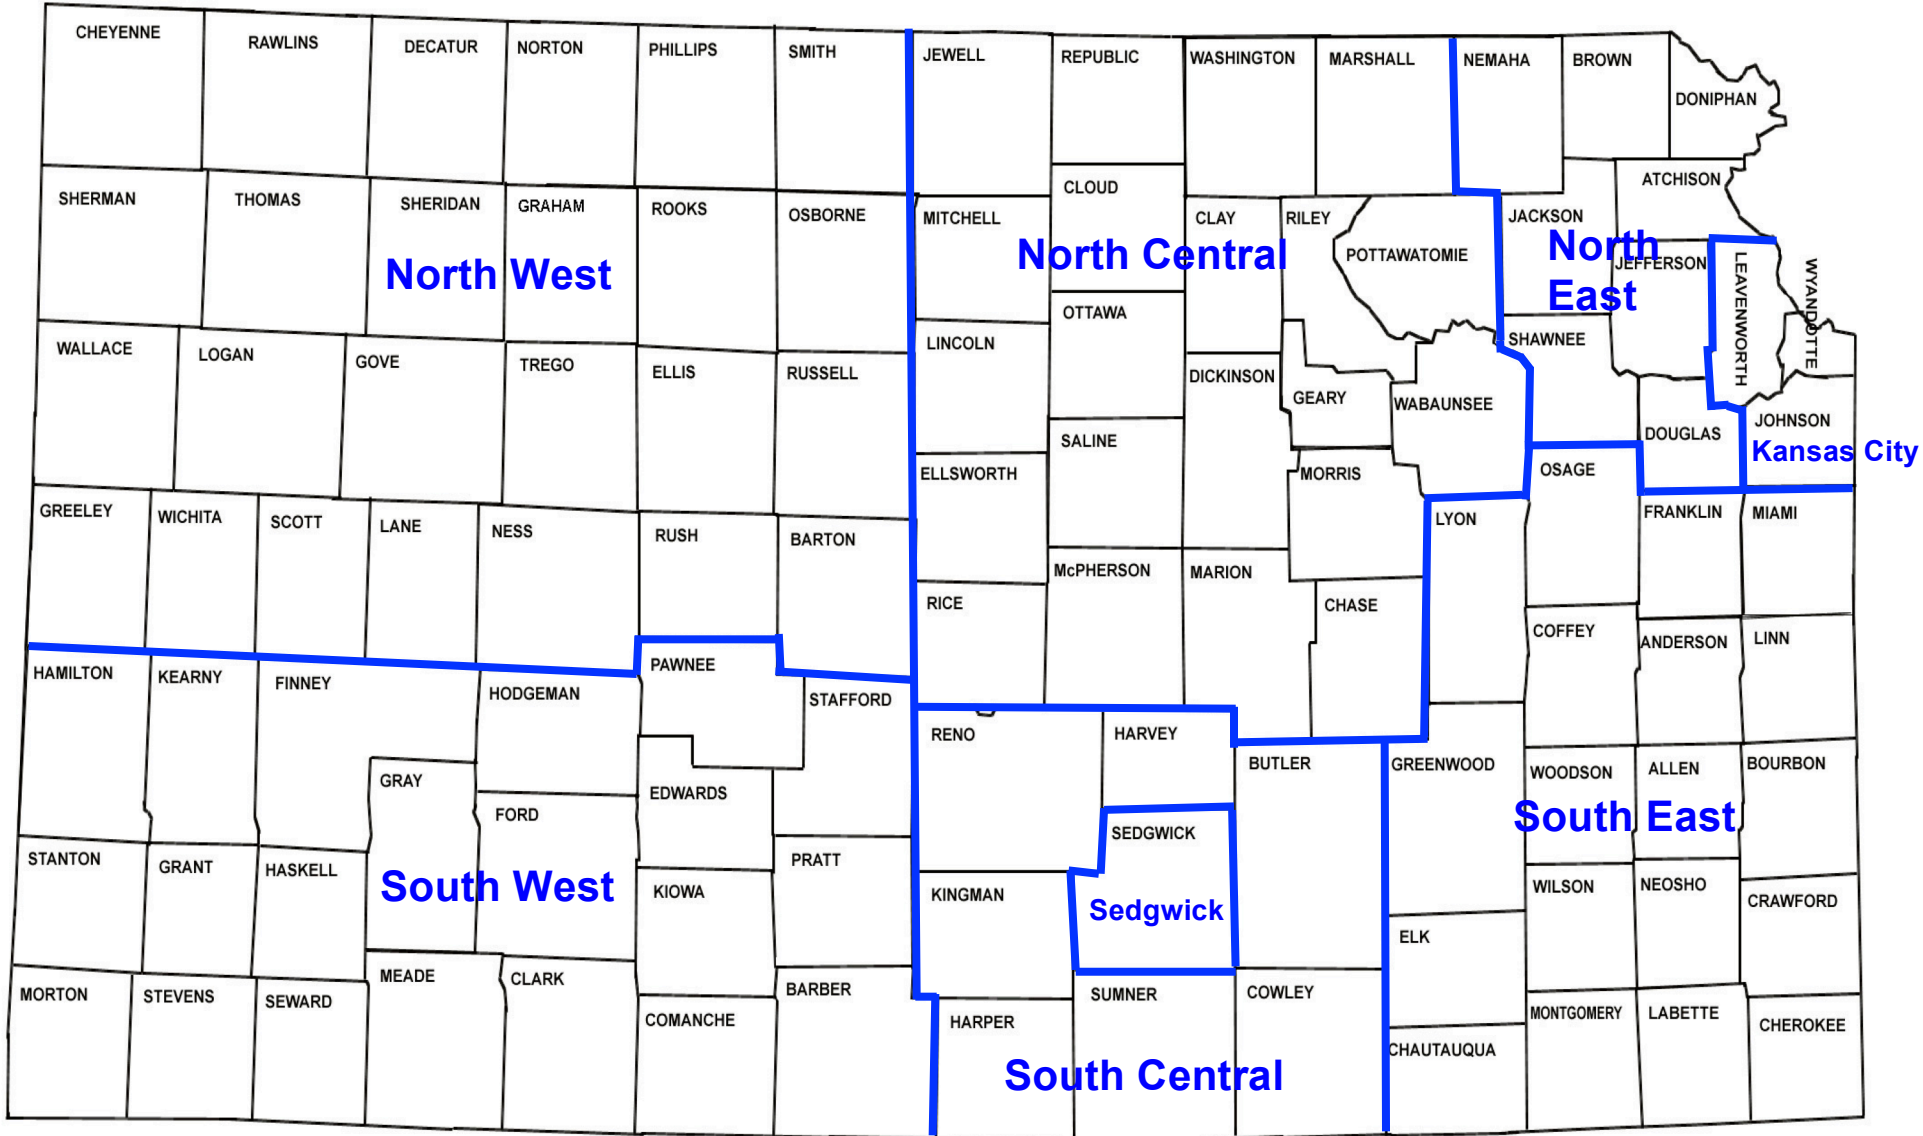 CHEYENNE
RAWLINS
DECATUR
NORTON
PHILLIPS
SMITH
JEWELL
REPUBLIC
WASHINGTON
MARSHALL
NEMAHA
BROWN
DONIPHAN
SHERMAN
THOMAS
SHERIDAN
GRAHAM
ROOKS
OSBORNE
MITCHELL
CLOUD
CLAY
RILEY
POTTAWATOMIE
JACKSON
ATCHISON
North West
North Central
North
East
JEFFERSON
LEAVENWORTH
WYANDOTTE
WALLACE
LOGAN
GOVE
TREGO
ELLIS
RUSSELL
LINCOLN
OTTAWA
DICKINSON
GEARY
WABAUNSEE
SHAWNEE
DOUGLAS
JOHNSON
Kansas City
GREELEY
WICHITA
SCOTT
LANE
NESS
RUSH
BARTON
ELLSWORTH
SALINE
MORRIS
OSAGE
LYON
FRANKLIN
MIAMI
RICE
McPHERSON
MARION
CHASE
COFFEY
ANDERSON
LINN
HAMILTON
KEARNY
FINNEY
HODGEMAN
PAWNEE
STAFFORD
RENO
HARVEY
BUTLER
GREENWOOD
WOODSON
ALLEN
BOURBON
GRAY
FORD
EDWARDS
South East
SEDGWICK
STANTON
GRANT
HASKELL
South West
KIOWA
PRATT
KINGMAN
Sedgwick
WILSON
NEOSHO
CRAWFORD
ELK
MORTON
STEVENS
SEWARD
MEADE
CLARK
COMANCHE
BARBER
HARPER
SUMNER
COWLEY
MONTGOMERY
LABETTE
CHEROKEE
CHAUTAUQUA
South Central